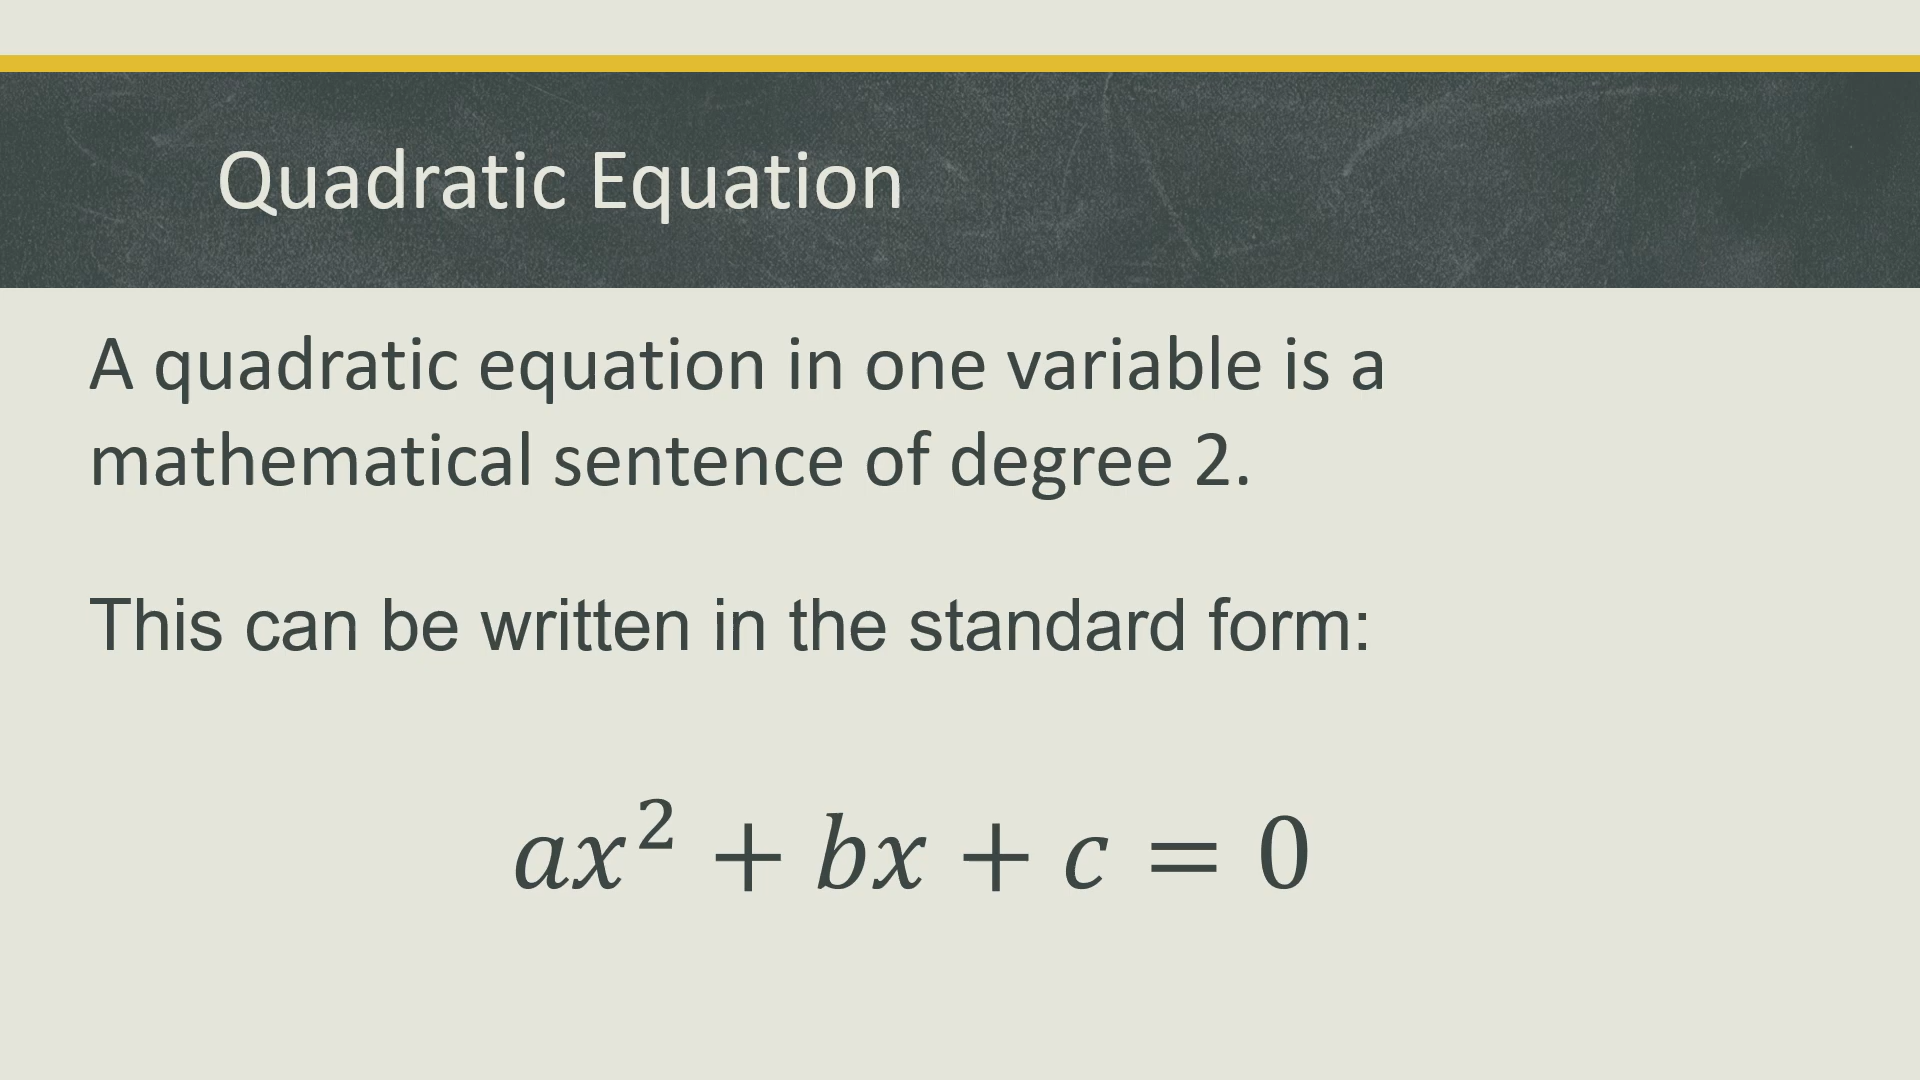 Quadratic Equation
A quadratic equation in one variable is a
mathematical sentence of degree 2.
This can be written in the standard form:
ax² + bx + c = 0